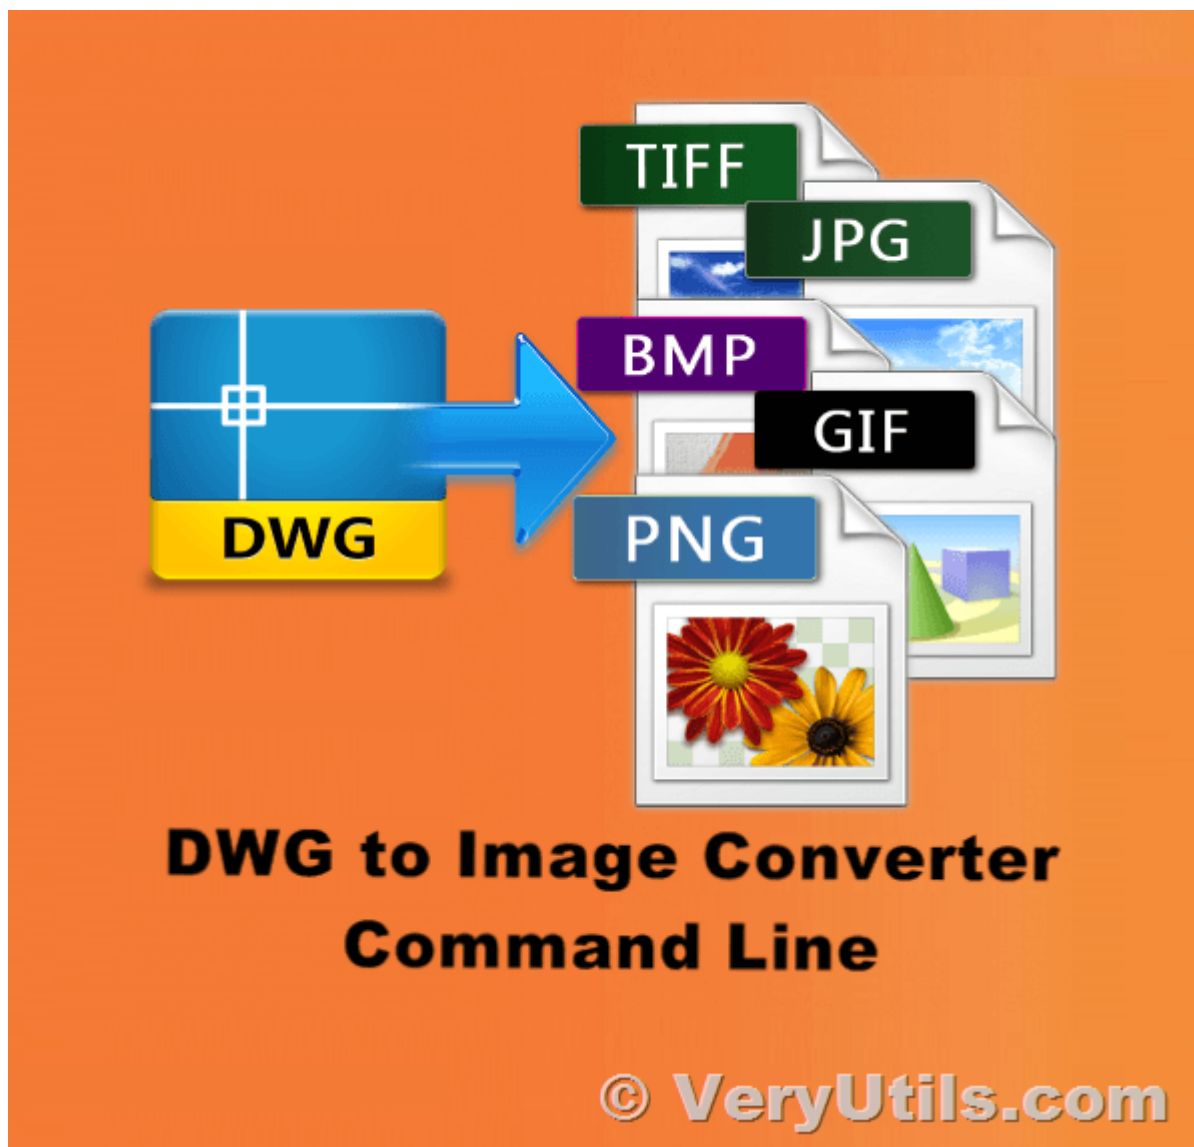 TIFF
JPG
BMP
GIF
DWG
PNG
DWG to Image Converter
Command Line
© VeryUtils.com